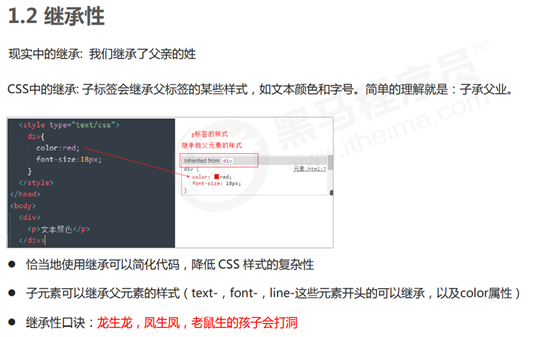 1.2 继承性
现实中的继承: 我们继承了父亲的姓
CSS中的继承: 子标签会继承父标签的某些样式，如文本颜色和字号。简单的理解就是：子承父业。
<style type="text/css">
div{
color:red;
font-size:18px;
}
</style>
</head>
<body>
<div>
<p>文本颜色</p>
</div>
p标签的样式
继承自父元素的样式
Inherited from div
div { 元素.html:7
color: red;
font-size: 18px;
}
● 恰当地使用继承可以简化代码，降低 CSS 样式的复杂性
● 子元素可以继承父元素的样式（text-，font-，line-这些元素开头的可以继承，以及color属性）
● 继承性口诀：龙生龙，凤生凤，老鼠生的孩子会打洞
黑马程序员™
www.itheima.com